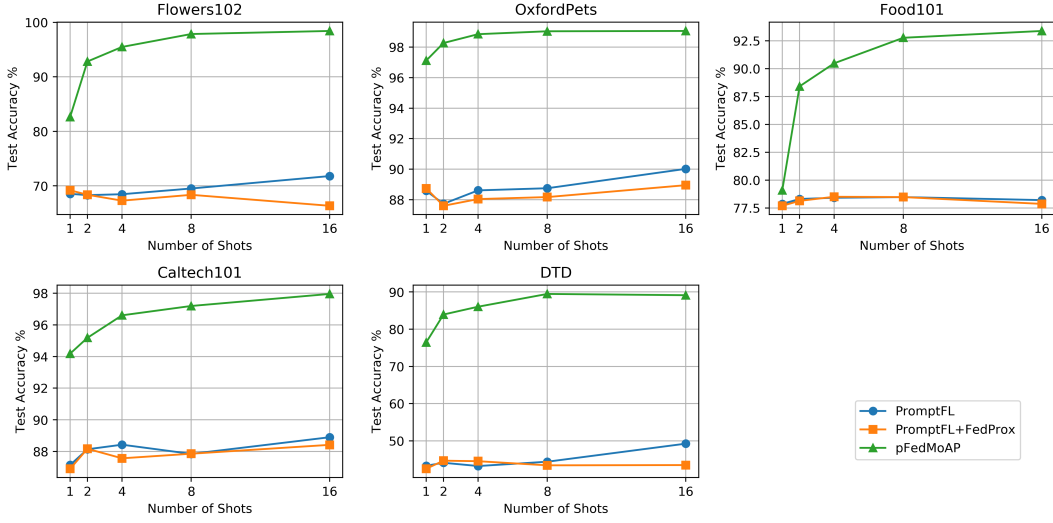 Flowers102
100
90
80
70
Test Accuracy %
1 2 4 8 16
Number of Shots
OxfordPets
98
96
94
92
90
88
Test Accuracy %
1 2 4 8 16
Number of Shots
Food101
92.5
90.0
87.5
85.0
82.5
80.0
77.5
Test Accuracy %
1 2 4 8 16
Number of Shots
Caltech101
98
96
94
92
90
88
Test Accuracy %
1 2 4 8 16
Number of Shots
DTD
90
80
70
60
50
Test Accuracy %
1 2 4 8 16
Number of Shots
PromptFL
PromptFL+FedProx
pFedMoAP